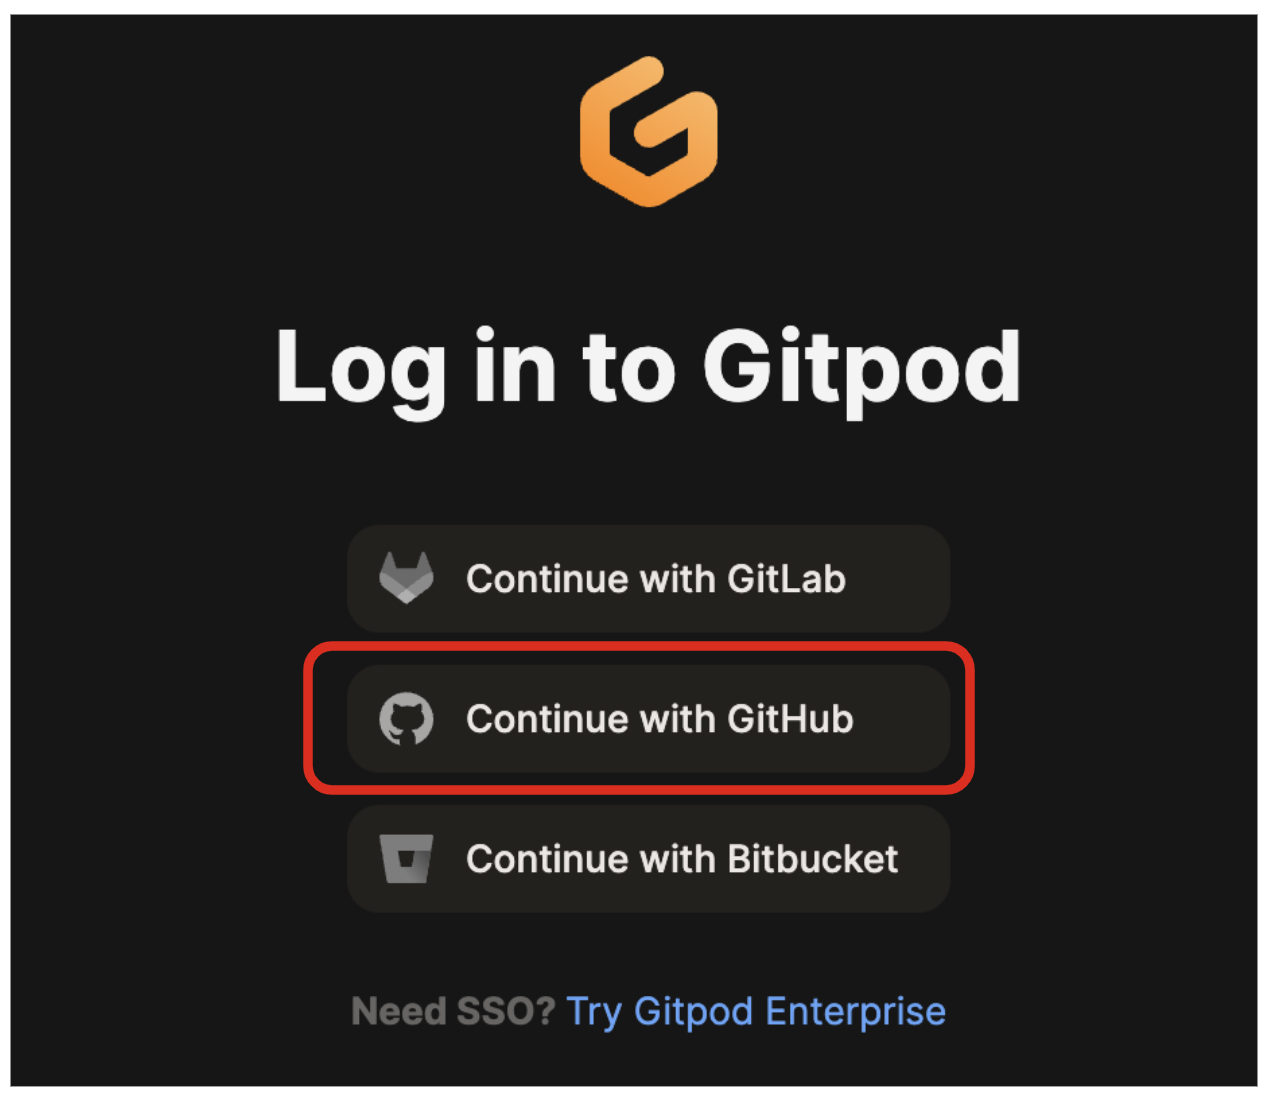 Log in to Gitpod
Continue with GitLab
Continue with GitHub
Continue with Bitbucket
Need SSO? Try Gitpod Enterprise